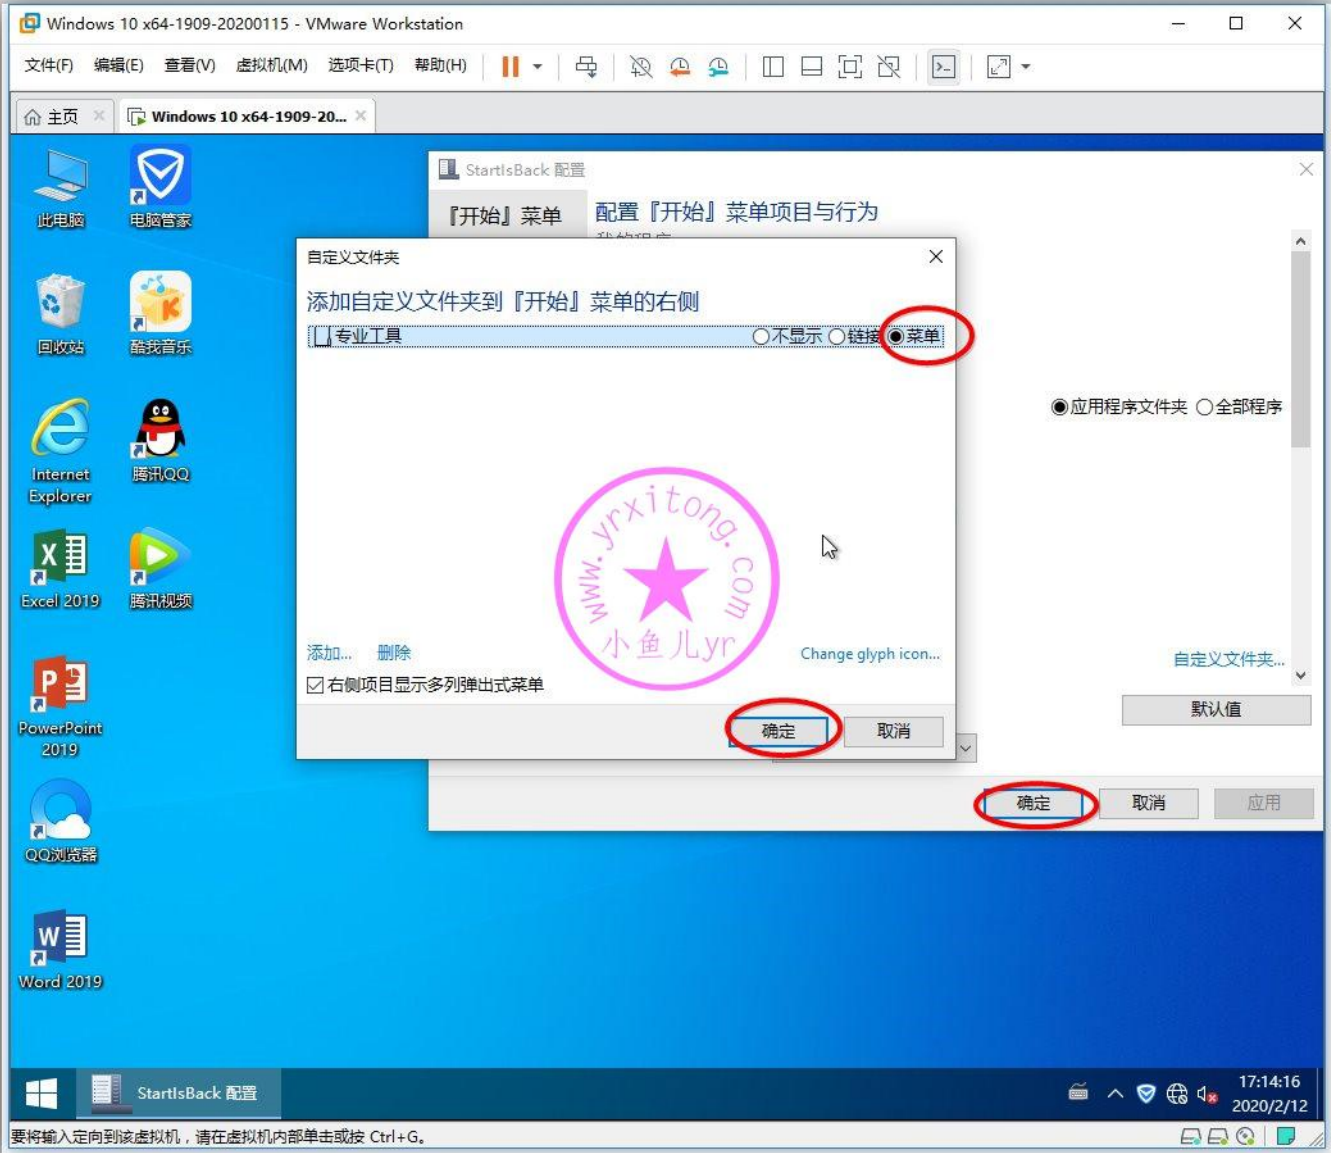 Windows 10 x64-1909-20200115 - VMware Workstation
文件(F) 编辑(E) 查看(V) 虚拟机(M) 选项卡(T) 帮助(H)
主页 Windows 10 x64-1909-20...
此电脑
电脑管家
回收站
酷我音乐
Internet
Explorer
腾讯QQ
Excel 2019
腾讯视频
PowerPoint
2019
QQ浏览器
Word 2019
StartIsBack 配置
『开始』菜单
配置『开始』菜单项目与行为
自定义文件夹
添加自定义文件夹到『开始』菜单的右侧
专业工具 不显示 链接 菜单
应用程序文件夹 全部程序
www.yrxitong.com
小鱼儿yr
添加... 删除
Change glyph icon...
右侧项目显示多列弹出式菜单
确定 取消
自定义文件夹...
默认值
确定 取消 应用
StartIsBack 配置
17:14:16
2020/2/12
要将输入定向到该虚拟机，请在虚拟机内部单击或按 Ctrl+G。